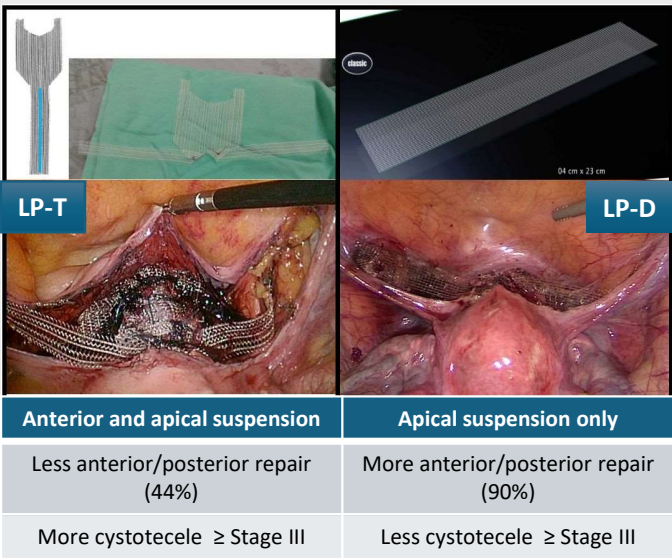 classic
04 cm x 23 cm
LP-T
LP-D
Anterior and apical suspension
Apical suspension only
Less anterior/posterior repair
(44%)
More anterior/posterior repair
(90%)
More cystotecele ≥ Stage III
Less cystotecele ≥ Stage III